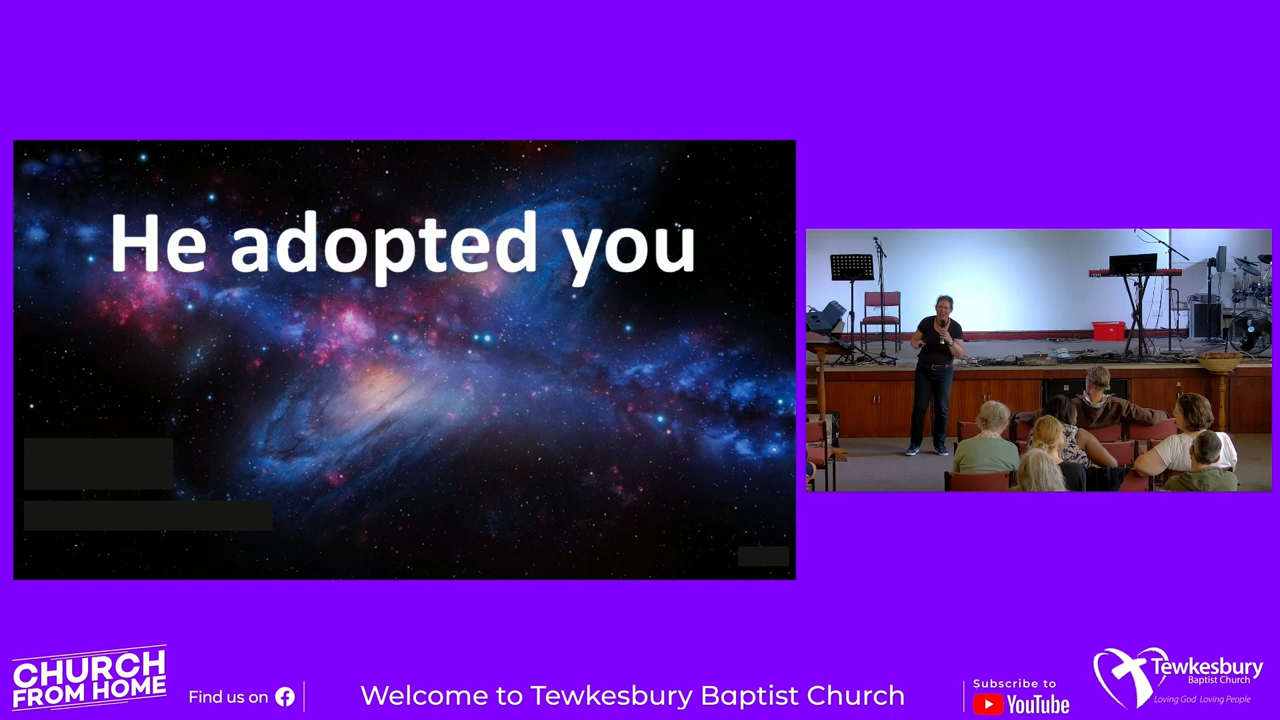 He adopted you
CHURCH
FROM HOME
Find us on
Welcome to Tewkesbury Baptist Church
Subscribe to
YouTube
Tewkesbury
Baptist Church
Loving God Loving People